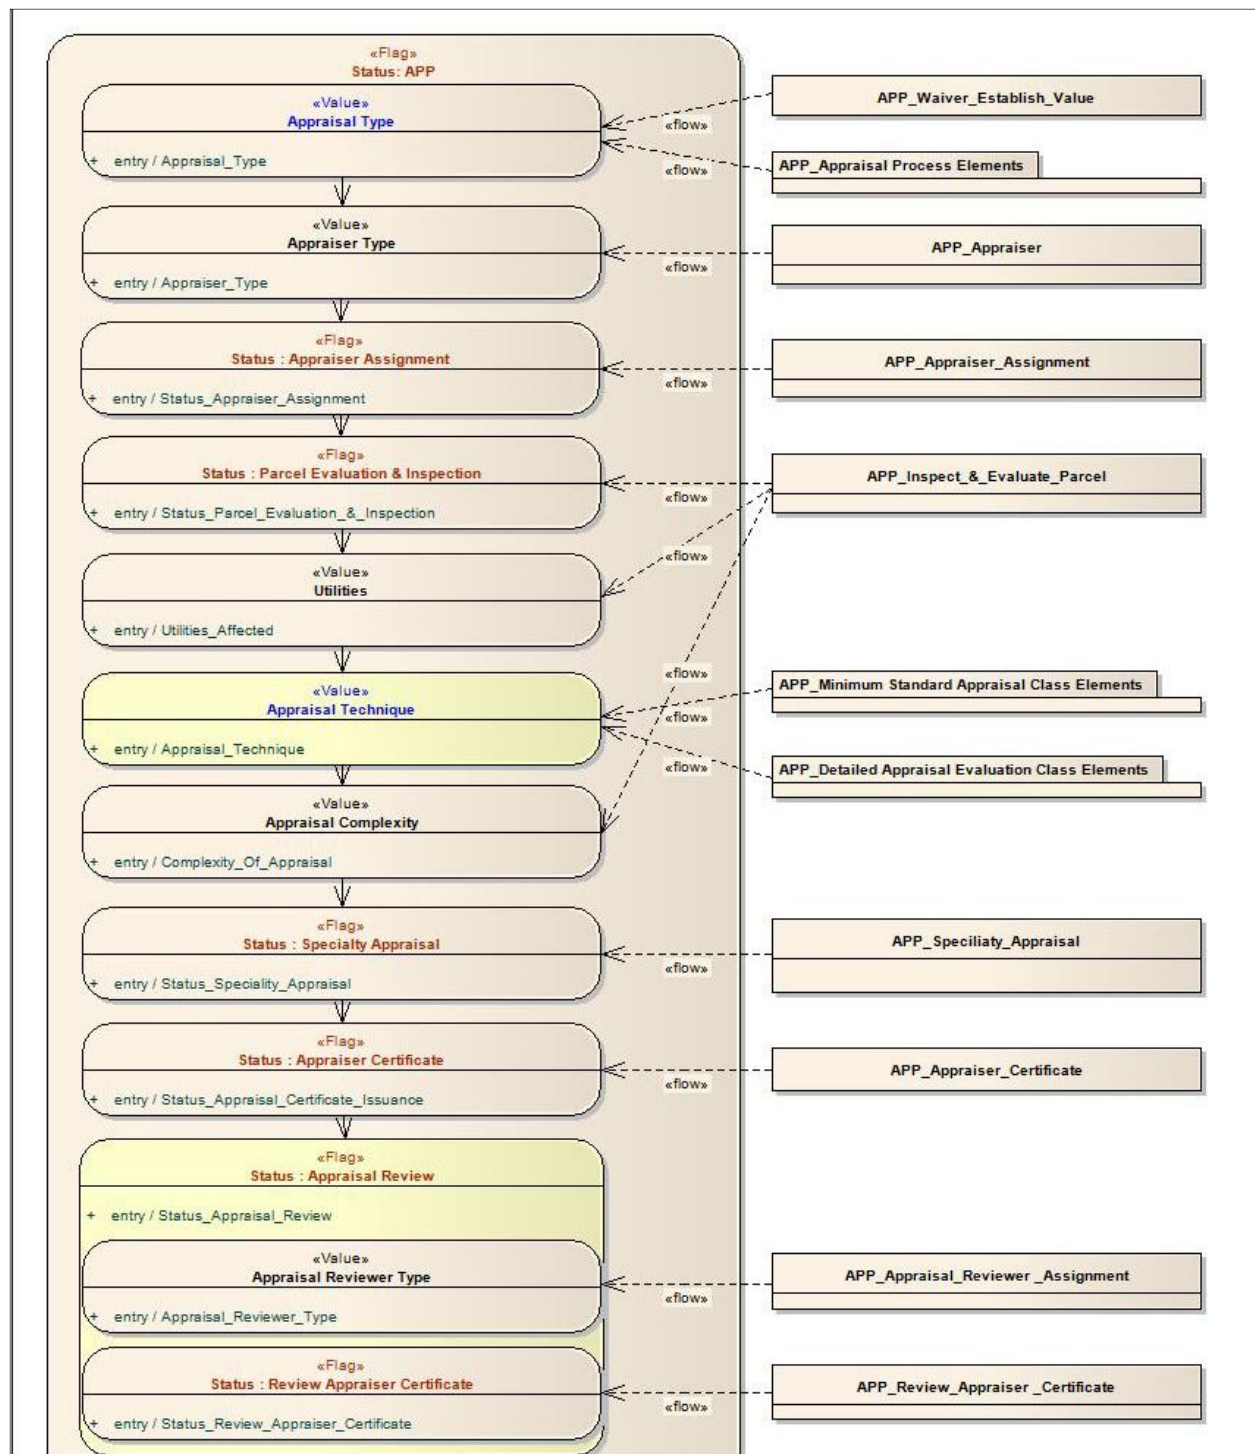 «Flag»
Status: APP
«Value»
Appraisal Type
+ entry / Appraisal_Type
«flow»
APP_Waiver_Establish_Value
«flow»
APP_Appraisal Process Elements
«Value»
Appraiser Type
+ entry / Appraiser_Type
«flow»
APP_Appraiser
«Flag»
Status : Appraiser Assignment
+ entry / Status_Appraiser_Assignment
«flow»
APP_Appraiser_Assignment
«Flag»
Status : Parcel Evaluation & Inspection
+ entry / Status_Parcel_Evaluation_&_Inspection
«flow»
APP_Inspect_&_Evaluate_Parcel
«flow»
«Value»
Utilities
+ entry / Utilities_Affected
«flow»
«Value»
Appraisal Technique
+ entry / Appraisal_Technique
«flow»
APP_Minimum Standard Appraisal Class Elements
«flow»
APP_Detailed Appraisal Evaluation Class Elements
«Value»
Appraisal Complexity
+ entry / Complexity_Of_Appraisal
«Flag»
Status : Specialty Appraisal
+ entry / Status_Speciality_Appraisal
«flow»
APP_Speciliaty_Appraisal
«Flag»
Status : Appraiser Certificate
+ entry / Status_Appraisal_Certificate_Issuance
«flow»
APP_Appraiser_Certificate
«Flag»
Status : Appraisal Review
+ entry / Status_Appraisal_Review
«Value»
Appraisal Reviewer Type
+ entry / Appraisal_Reviewer_Type
«flow»
APP_Appraisal_Reviewer _Assignment
«Flag»
Status : Review Appraiser Certificate
+ entry / Status_Review_Appraiser_Certificate
«flow»
APP_Review_Appraiser _Certificate